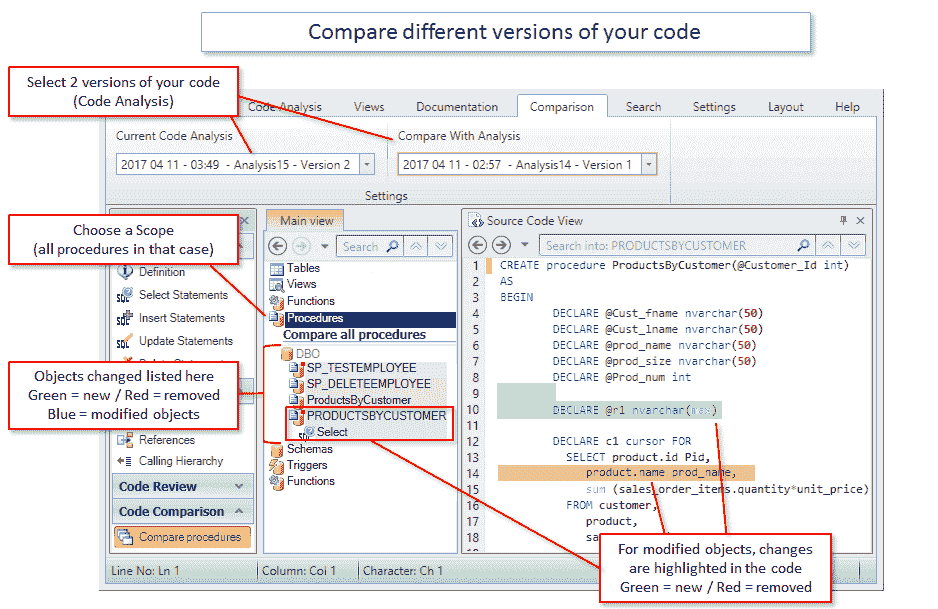 Compare different versions of your code
Select 2 versions of your code
(Code Analysis)
Code Analysis Views Documentation Comparison Search Settings Layout Help
Current Code Analysis Compare With Analysis
2017 04 11 - 03:49 - Analysis15 - Version 2 2017 04 11 - 02:57 - Analysis14 - Version 1
Settings
Choose a Scope
(all procedures in that case)
Definition
Select Statements
Insert Statements
Update Statements
Objects changed listed here
Green = new / Red = removed
Blue = modified objects
References
Calling Hierarchy
Code Review
Code Comparison
Compare procedures
Main view
Search
Tables
Views
Functions
Procedures
Compare all procedures
DBO
SP_TESTEMPLOYEE
SP_DELETEEMPLOYEE
ProductsByCustomer
PRODUCTSBYCUSTOMER
Select
Schemas
Triggers
Functions
Source Code View
Search into: PRODUCTSBYCUSTOMER
1 CREATE procedure ProductsByCustomer(@Customer_Id int)
2 AS
3 BEGIN
4 DECLARE @Cust_fname nvarchar(50)
5 DECLARE @Cust_lname nvarchar(50)
6 DECLARE @prod_name nvarchar(50)
7 DECLARE @prod_size nvarchar(50)
8 DECLARE @Prod_num int
9
10 DECLARE @r1 nvarchar(max)
11
12 DECLARE c1 cursor FOR
13 SELECT product.id Pid,
14 product.name prod_name,
15 sum (sales_order_items.quantity*unit_price)
16 FROM customer,
17 product,
18
For modified objects, changes
are highlighted in the code
Green = new / Red = removed
Line No: Ln 1 Column: Col 1 Character: Ch 1